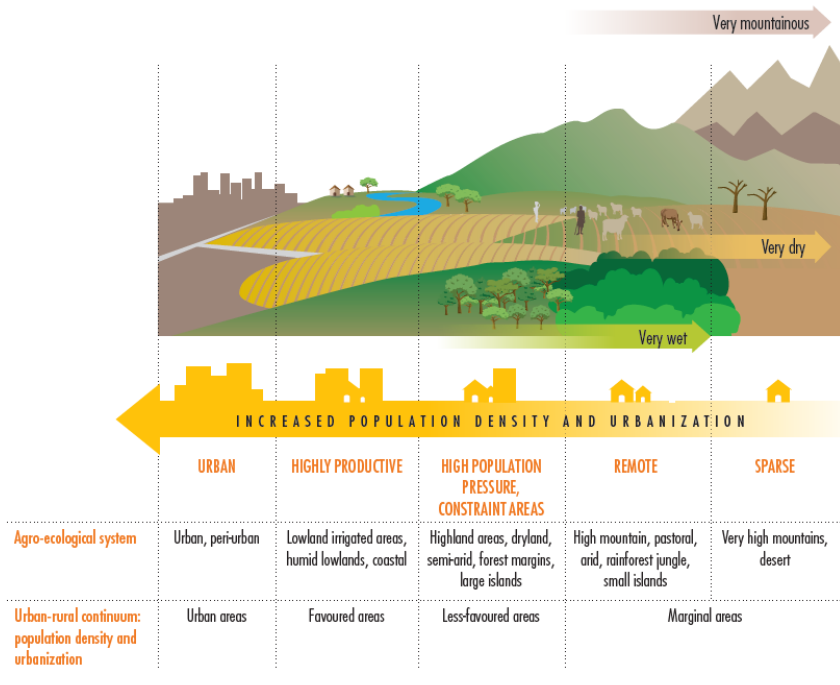 Very mountainous
Very dry
Very wet
INCREASED POPULATION DENSITY AND URBANIZATION
URBAN
HIGHLY PRODUCTIVE
HIGH POPULATION
PRESSURE,
CONSTRAINT AREAS
REMOTE
SPARSE
Agro-ecological system
Urban, peri-urban
Lowland irrigated areas,
humid lowlands, coastal
Highland areas, dryland,
semi-arid, forest margins,
large islands
High mountain, pastoral,
arid, rainforest jungle,
small islands
Very high mountains,
desert
Urban-rural continuum:
population density and
urbanization
Urban areas
Favoured areas
Less-favoured areas
Marginal areas